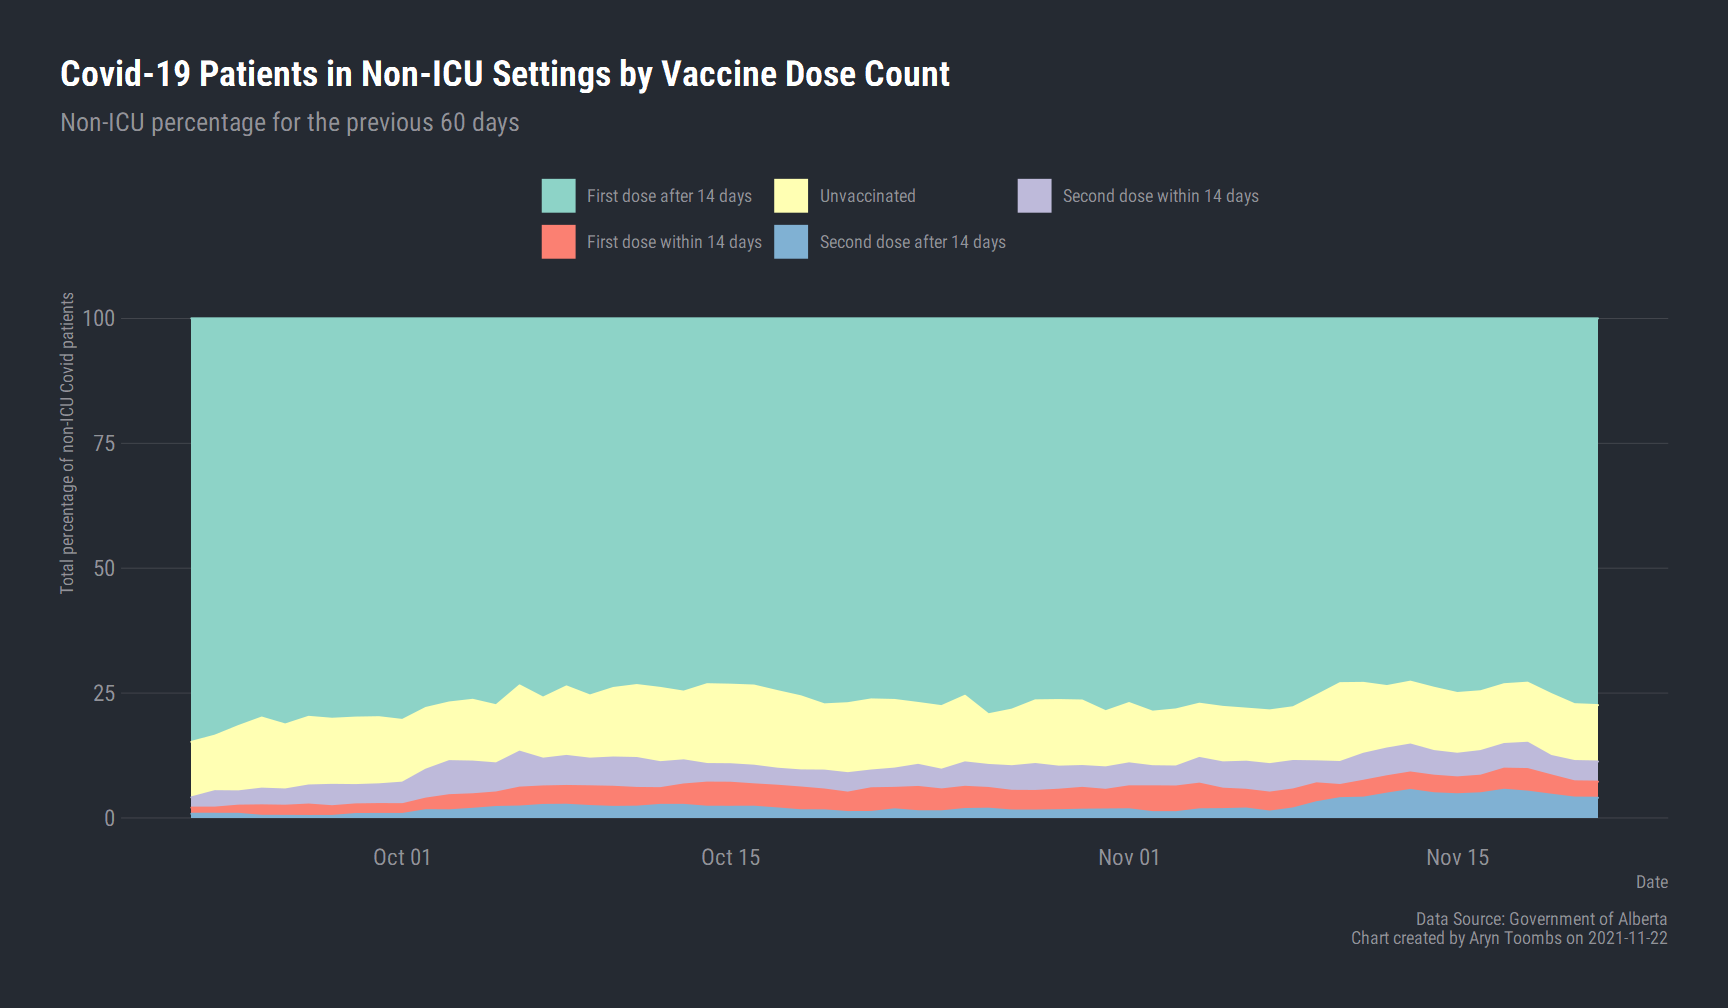 Covid-19 Patients in Non-ICU Settings by Vaccine Dose Count
Non-ICU percentage for the previous 60 days
First dose after 14 days
Unvaccinated
Second dose within 14 days
First dose within 14 days
Second dose after 14 days
Total percentage of non-ICU Covid patients
100
75
50
25
0
Oct 01
Oct 15
Nov 01
Nov 15
Date
Data Source: Government of Alberta
Chart created by Aryn Toombs on 2021-11-22